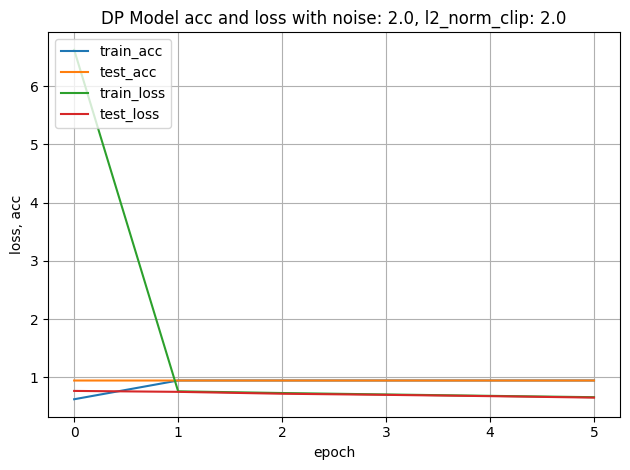 DP Model acc and loss with noise: 2.0, l2_norm_clip: 2.0
train_acc
test_acc
train_loss
test_loss
loss, acc
6
5
4
3
2
1
0 1 2 3 4 5
epoch